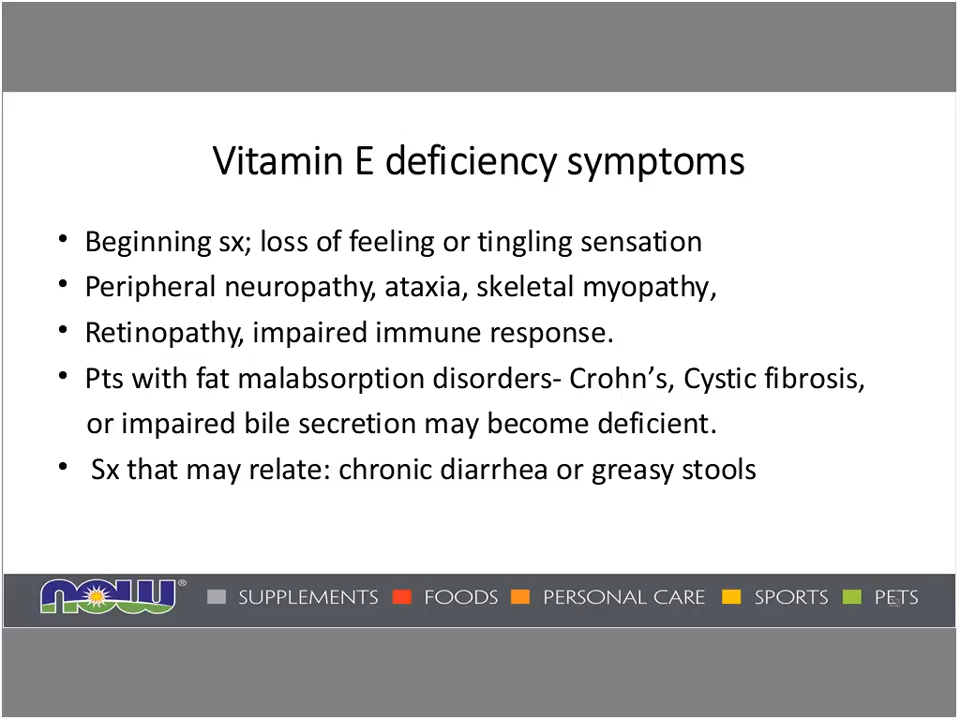 Vitamin E deficiency symptoms
• Beginning sx; loss of feeling or tingling sensation
• Peripheral neuropathy, ataxia, skeletal myopathy,
• Retinopathy, impaired immune response.
• Pts with fat malabsorption disorders- Crohn’s, Cystic fibrosis,
or impaired bile secretion may become deficient.
• Sx that may relate: chronic diarrhea or greasy stools
now® SUPPLEMENTS FOODS PERSONAL CARE SPORTS PETS